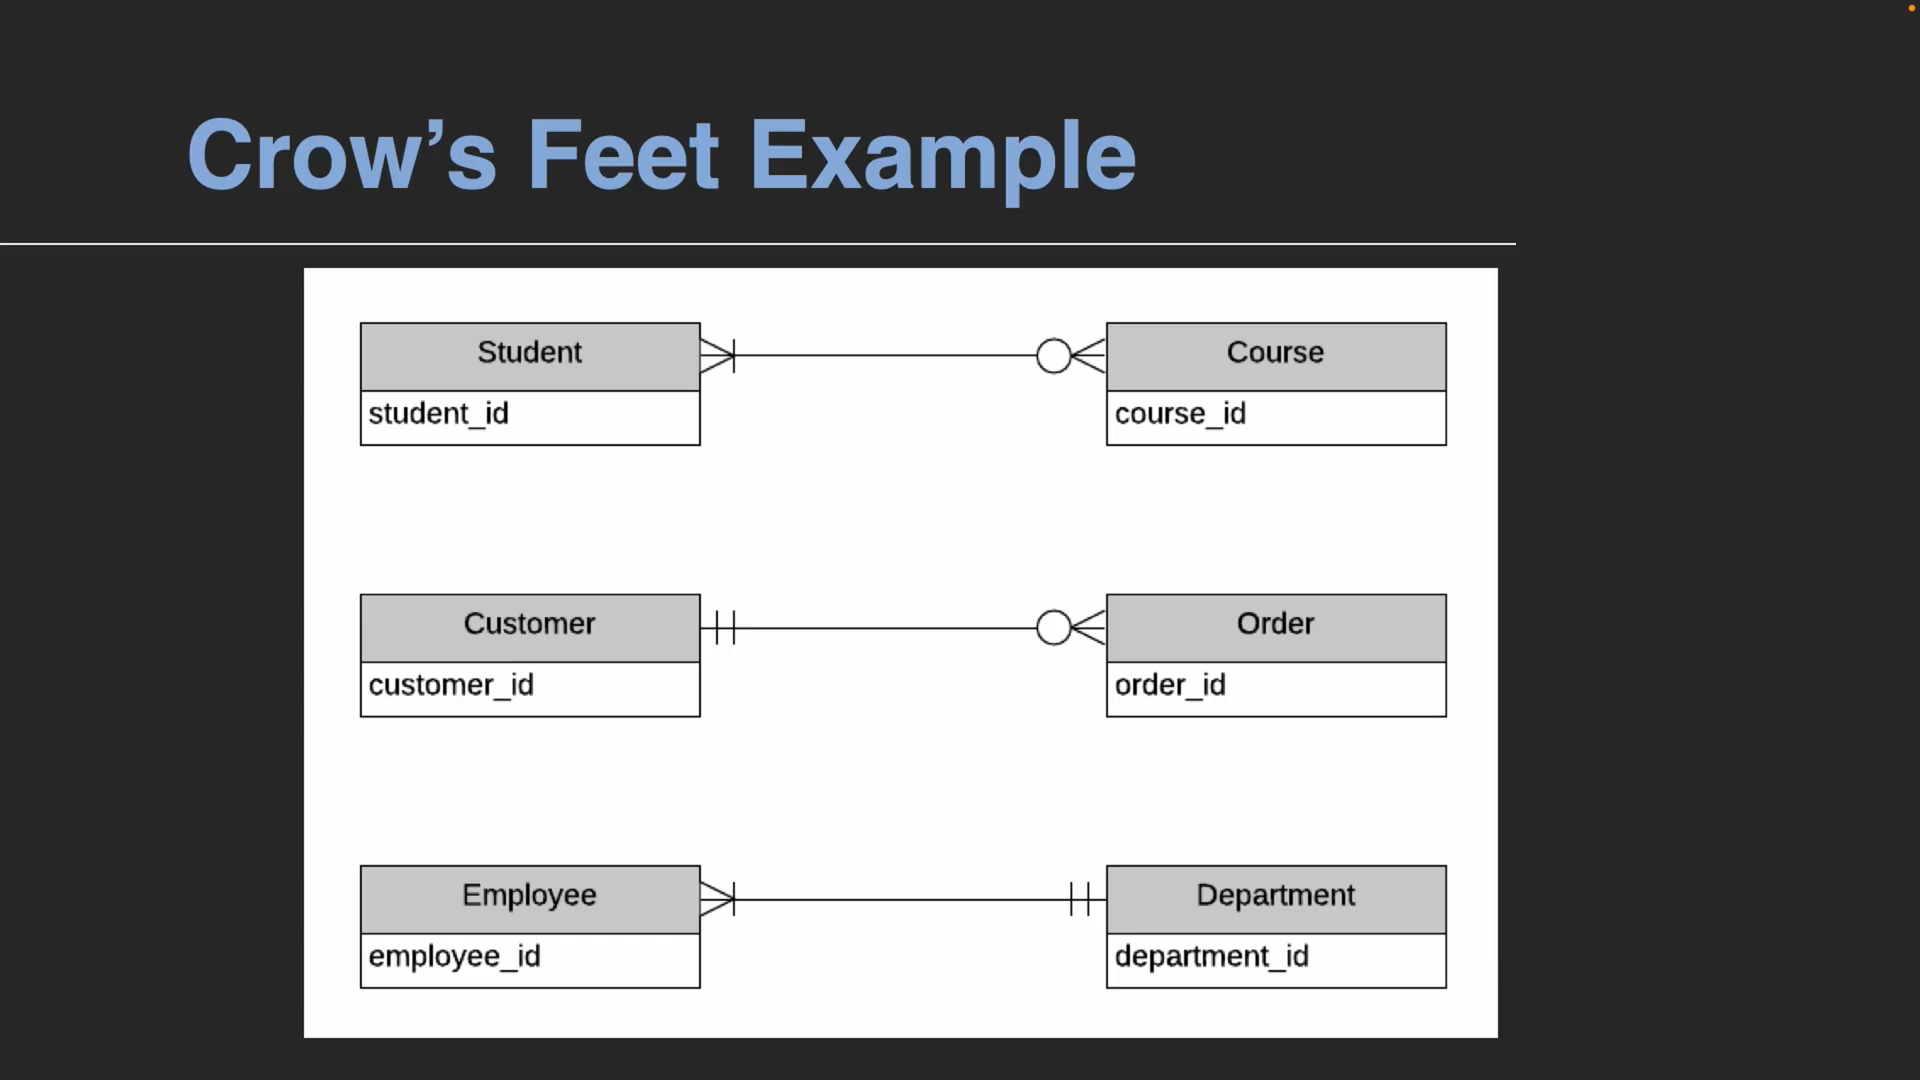 Crow’s Feet Example
Student
Course
student_id
course_id
Customer
Order
customer_id
order_id
Employee
Department
employee_id
department_id